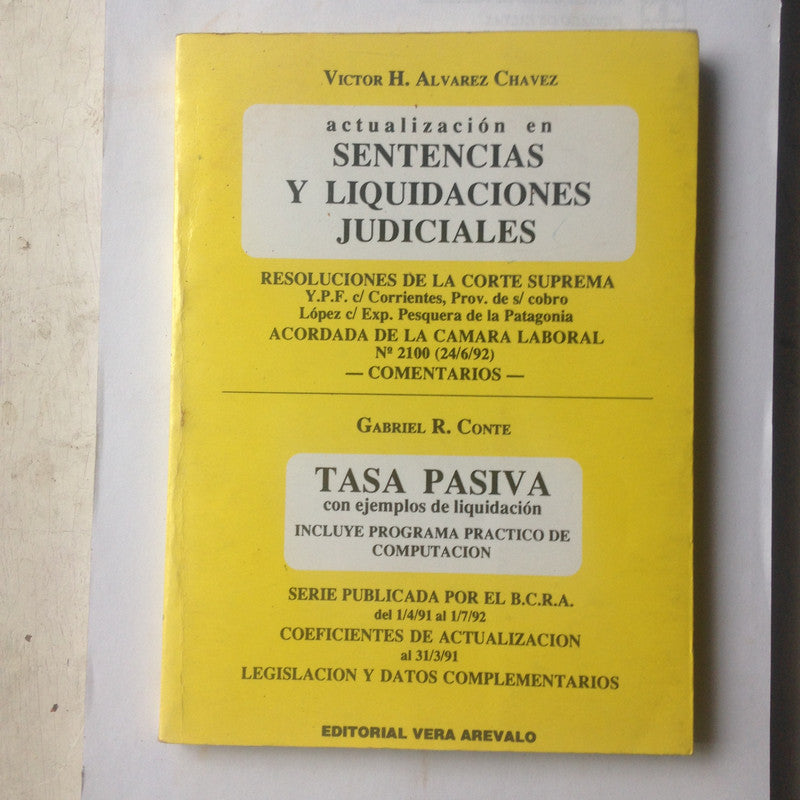 VICTOR H. ALVAREZ CHAVEZ
actualización en
SENTENCIAS
Y LIQUIDACIONES
JUDICIALES
RESOLUCIONES DE LA CORTE SUPREMA
Y.P.F. c/ Corrientes, Prov. de s/ cobro
López c/ Exp. Pesquera de la Patagonia
ACORDADA DE LA CAMARA LABORAL
Nº 2100 (24/6/92)
— COMENTARIOS —
GABRIEL R. CONTE
TASA PASIVA
con ejemplos de liquidación
INCLUYE PROGRAMA PRACTICO DE
COMPUTACION
SERIE PUBLICADA POR EL B.C.R.A.
del 1/4/91 al 1/7/92
COEFICIENTES DE ACTUALIZACION
al 31/3/91
LEGISLACION Y DATOS COMPLEMENTARIOS
EDITORIAL VERA AREVALO